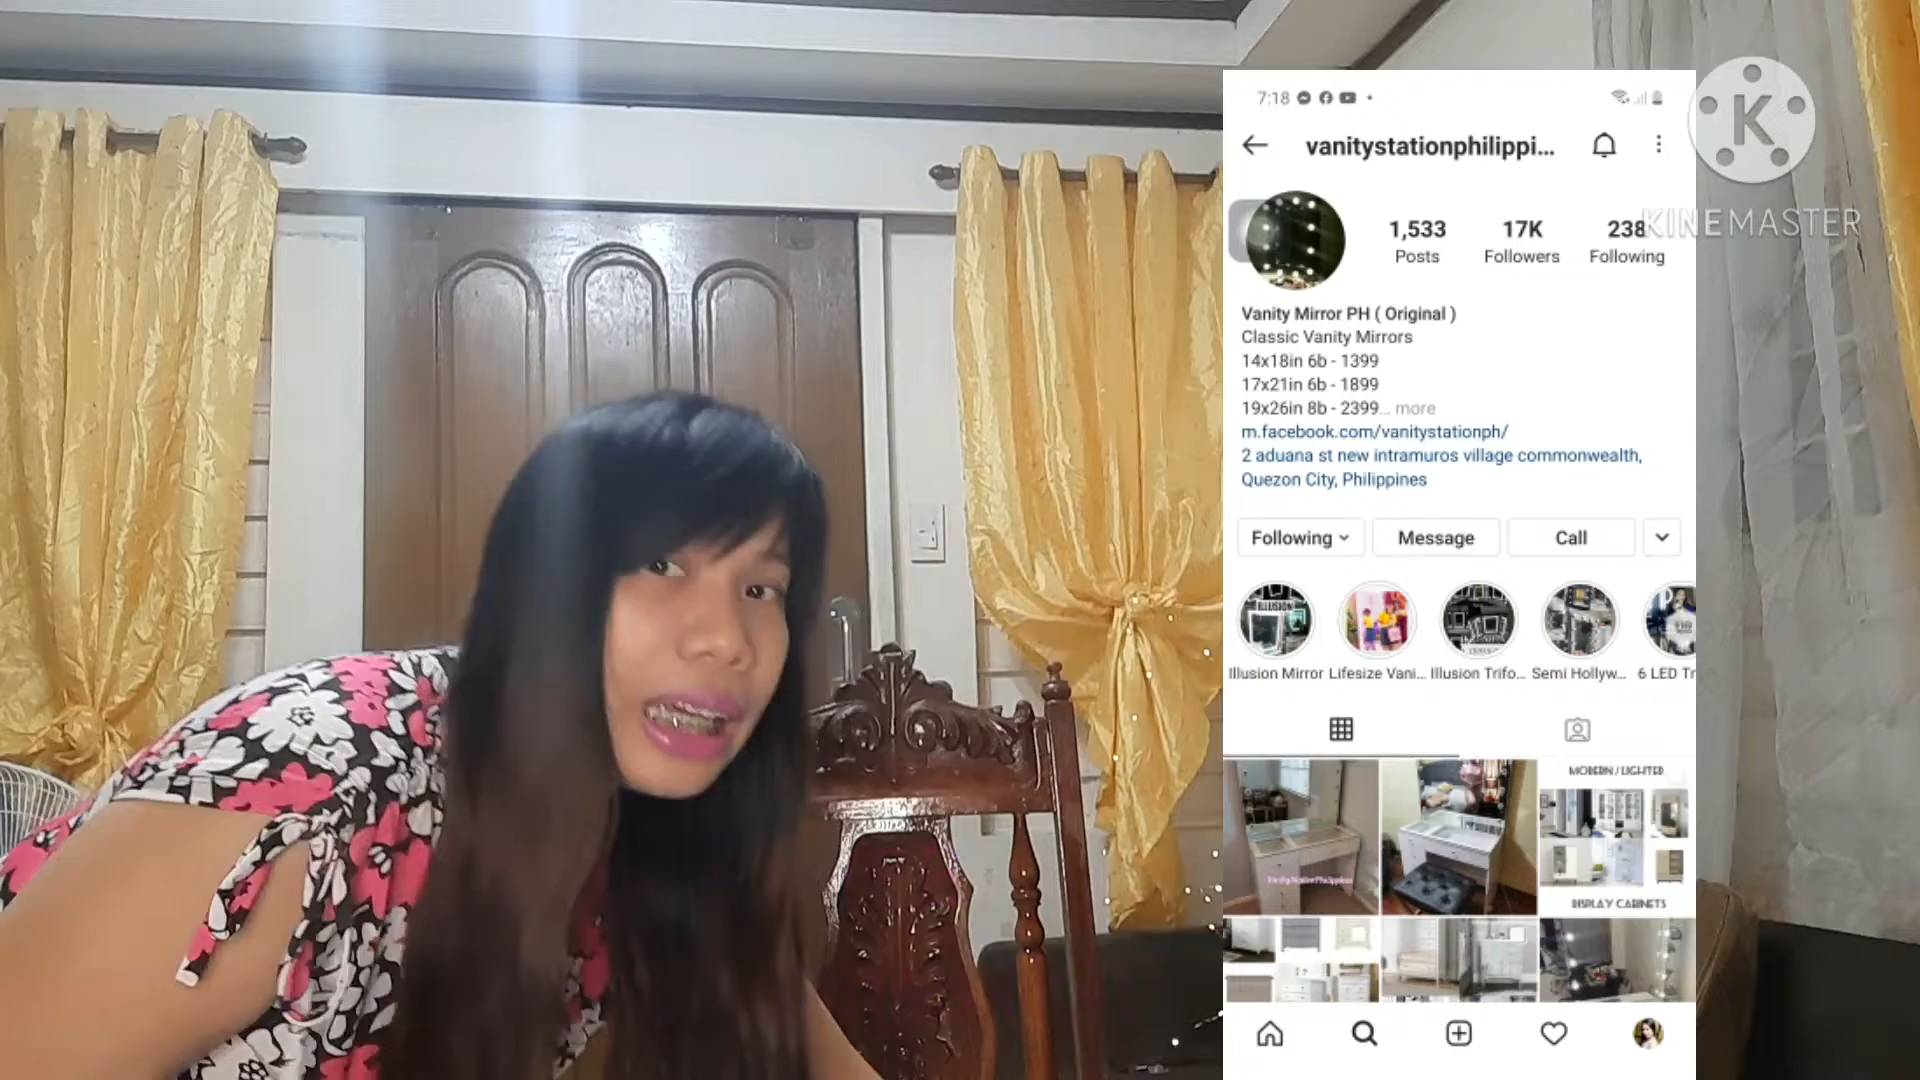 7:18
vanitystationphilippi...
1,533
17K
238
Posts
Followers
Following
Vanity Mirror PH ( Original )
Classic Vanity Mirrors
14x18in 6b - 1399
17x21in 6b - 1899
19x26in 8b - 2399... more
m.facebook.com/vanitystationph/
2 aduana st new intramuros village commonwealth,
Quezon City, Philippines
Following
Message
Call
ILLUSION
Illusion Mirror
Lifesize Vani...
Illusion Trifo...
Semi Hollyw...
6 LED Tr
MODERN / LIGHTED
DISPLAY CABINETS
VanityStationPhilippines
K
KINEMASTER